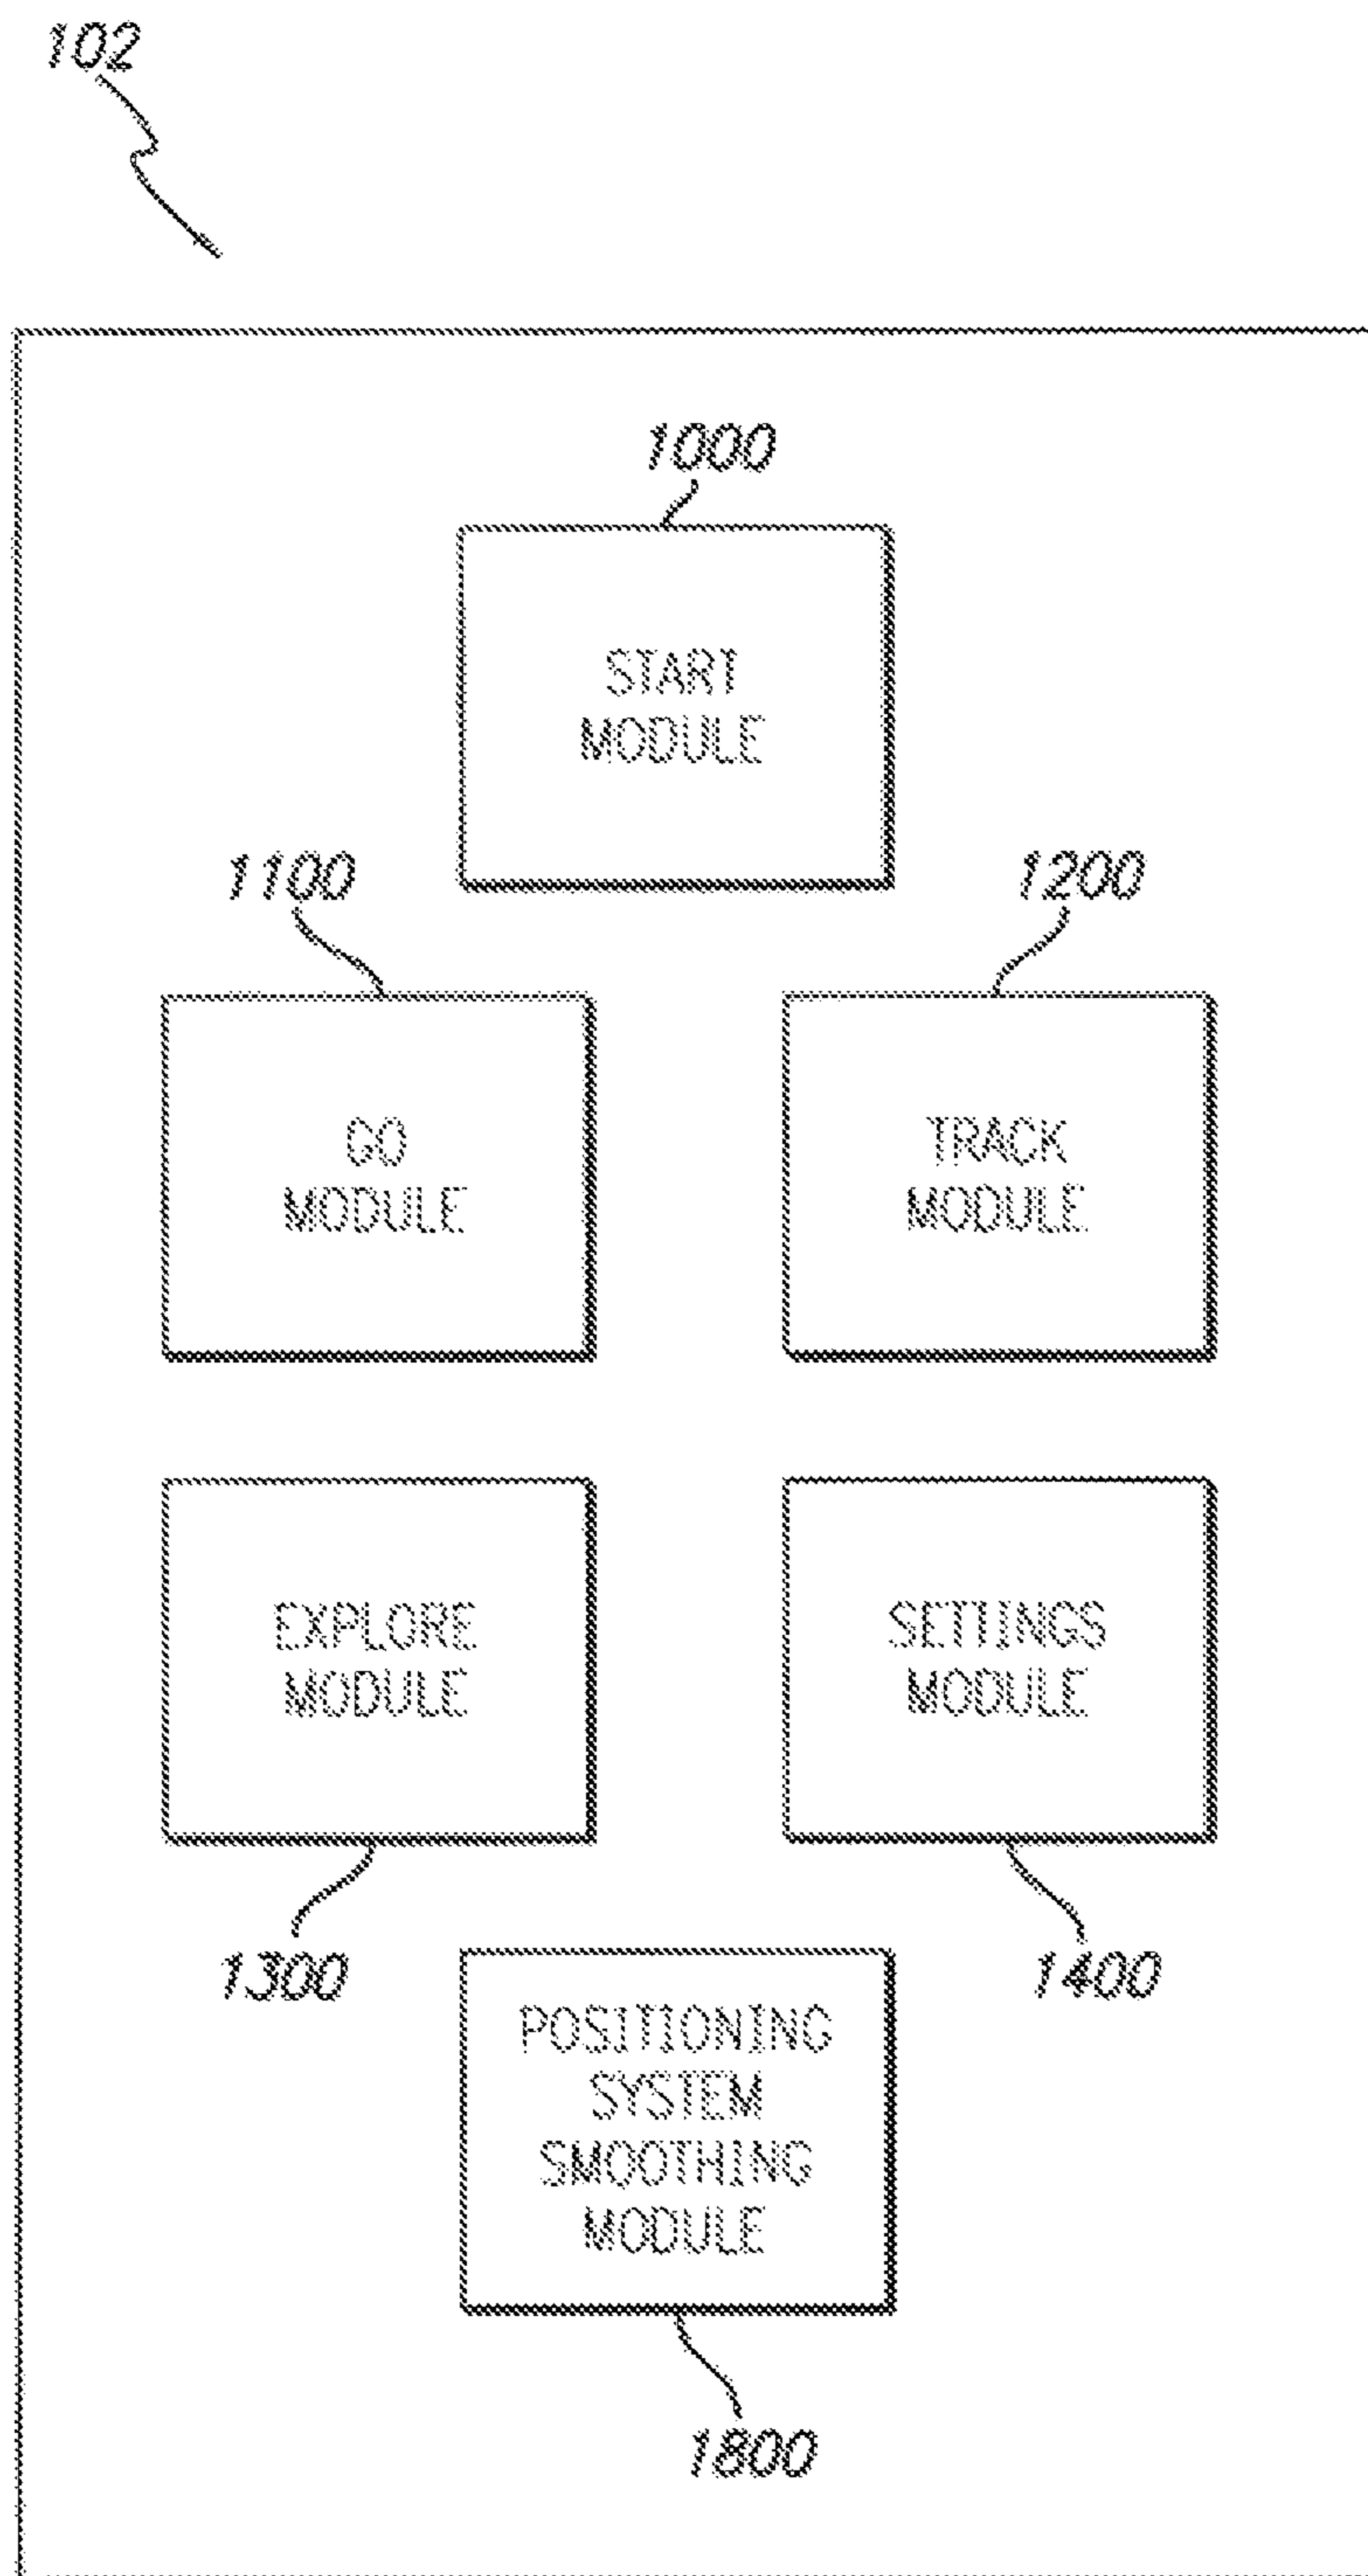 102
1000
START
MODULE
1100
1200
GO
MODULE
TRACK
MODULE
EXPLORE
MODULE
SETTINGS
MODULE
1300
1400
POSITIONING
SYSTEM
SMOOTHING
MODULE
1800